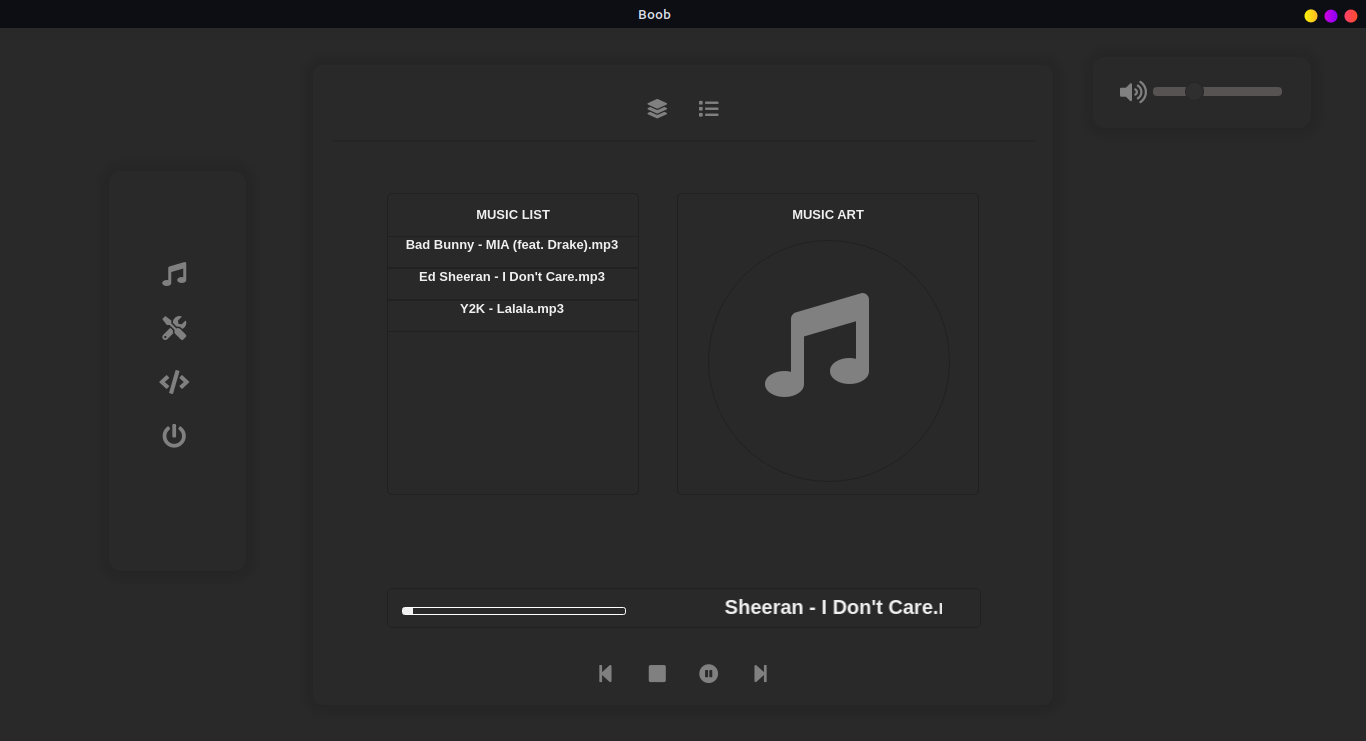 Boob
MUSIC LIST
Bad Bunny - MIA (feat. Drake).mp3
Ed Sheeran - I Don't Care.mp3
Y2K - Lalala.mp3
MUSIC ART
Sheeran - I Don't Care.